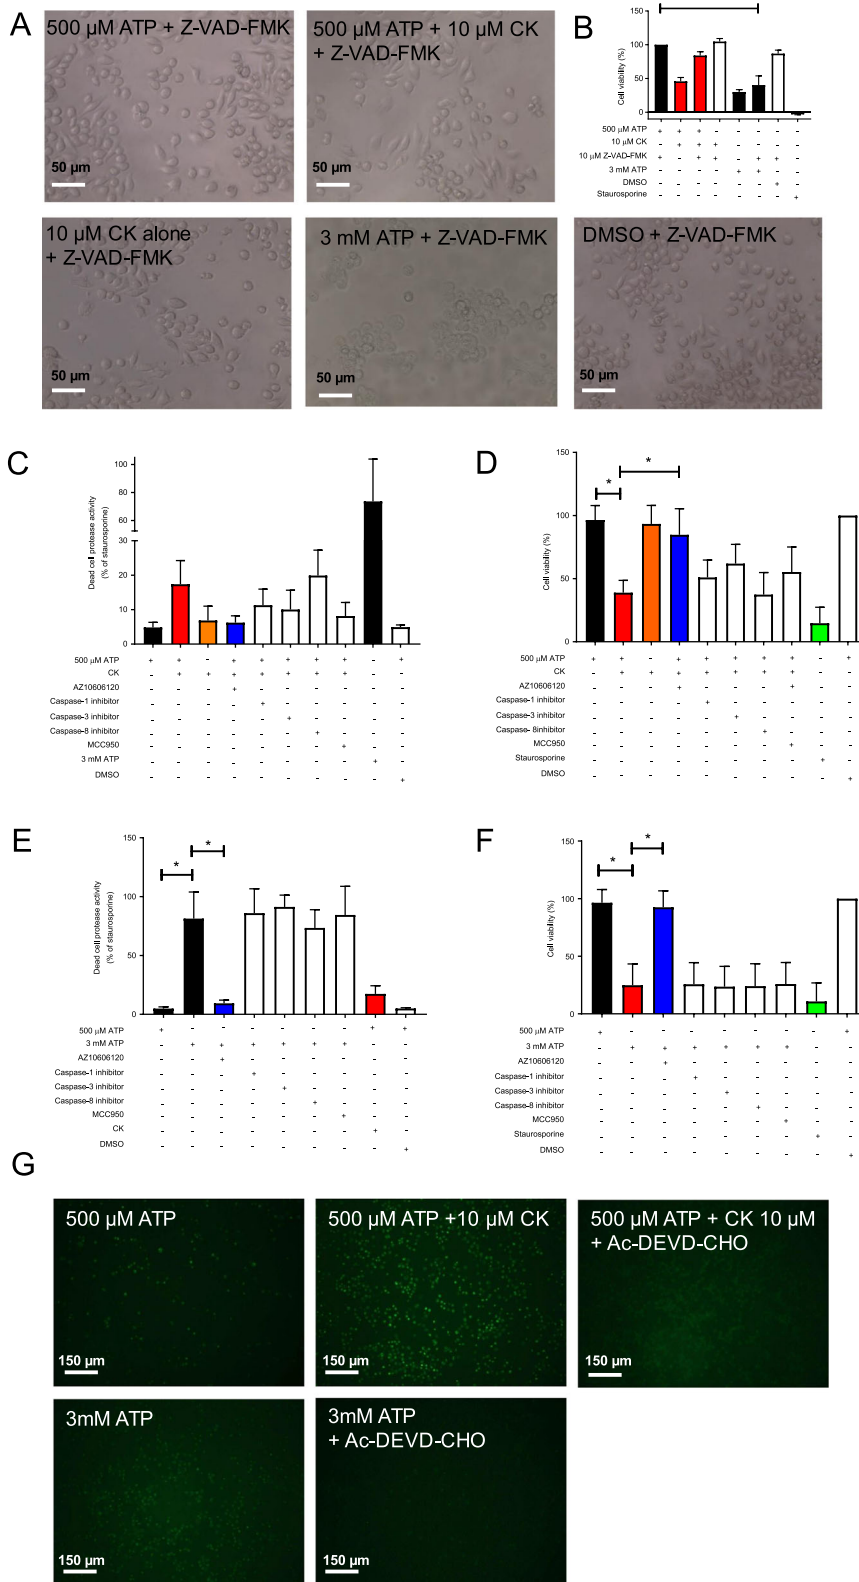 A
500 µM ATP + Z-VAD-FMK
50 µm
500 µM ATP + 10 µM CK
+ Z-VAD-FMK
50 µm
B
Cell viability (%)
150
100
50
0
500 µM ATP + + + - - - - -
10 µM CK - + + + - - - -
10 µM Z-VAD-FMK + - + + - + + -
3 mM ATP - - - - + + - -
DMSO - - - - - - + -
Staurosporine - - - - - - - +
10 µM CK alone
+ Z-VAD-FMK
50 µm
3 mM ATP + Z-VAD-FMK
50 µm
DMSO + Z-VAD-FMK
50 µm
C
Dead cell protease activity
(% of staurosporine)
100
80
60
30
20
10
0
500 µM ATP + + - + + + + + - +
CK - + + + + + + + - -
AZ10606120 - - - + - - - - - -
Caspase-1 inhibitor - - - - + - - - - -
Caspase-3 inhibitor - - - - - + - - - -
Caspase-8 inhibitor - - - - - - + - - -
MCC950 - - - - - - - + - -
3 mM ATP - - - - - - - - + -
DMSO - - - - - - - - - +
D
Cell viability (%)
150
100
50
0
* *
500 µM ATP + + - + + + + + - +
CK - + + + + + + + - -
AZ10606120 - - - + - - - + - -
Caspase-1 inhibitor - - - - + - - - - -
Caspase-3 inhibitor - - - - - + - - - -
Caspase- 8inhibitor - - - - - - + - - -
MCC950 - - - - - - - + - -
Staurosporine - - - - - - - - + -
DMSO - - - - - - - - - +
E
Dead cell protease activity
(% of staurosporine)
150
100
50
0
* *
500 µM ATP + - - - - - - + +
3 mM ATP - + + + + + + - -
AZ10606120 - - + - - - - - -
Caspase-1 inhibitor - - - + - - - - -
Caspase-3 inhibitor - - - - + - - - -
Caspase-8 inhibitor - - - - - + - - -
MCC950 - - - - - - + - -
CK - - - - - - - + -
DMSO - - - - - - - - +
F
Cell viability (%)
150
100
50
0
* *
500 µM ATP + - - - - - - - +
3 mM ATP - + + + + + + - -
AZ10606120 - - + - - - - - -
Caspase-1 inhibitor - - - + - - - - -
Caspase-3 inhibitor - - - - + - - - -
Caspase-8 inhibitor - - - - - + - - -
MCC950 - - - - - - + - -
Staurosporine - - - - - - - + -
DMSO - - - - - - - - +
G
500 µM ATP
150 µm
500 µM ATP +10 µM CK
150 µm
500 µM ATP + CK 10 µM
+ Ac-DEVD-CHO
150 µm
3mM ATP
150 µm
3mM ATP
+ Ac-DEVD-CHO
150 µm